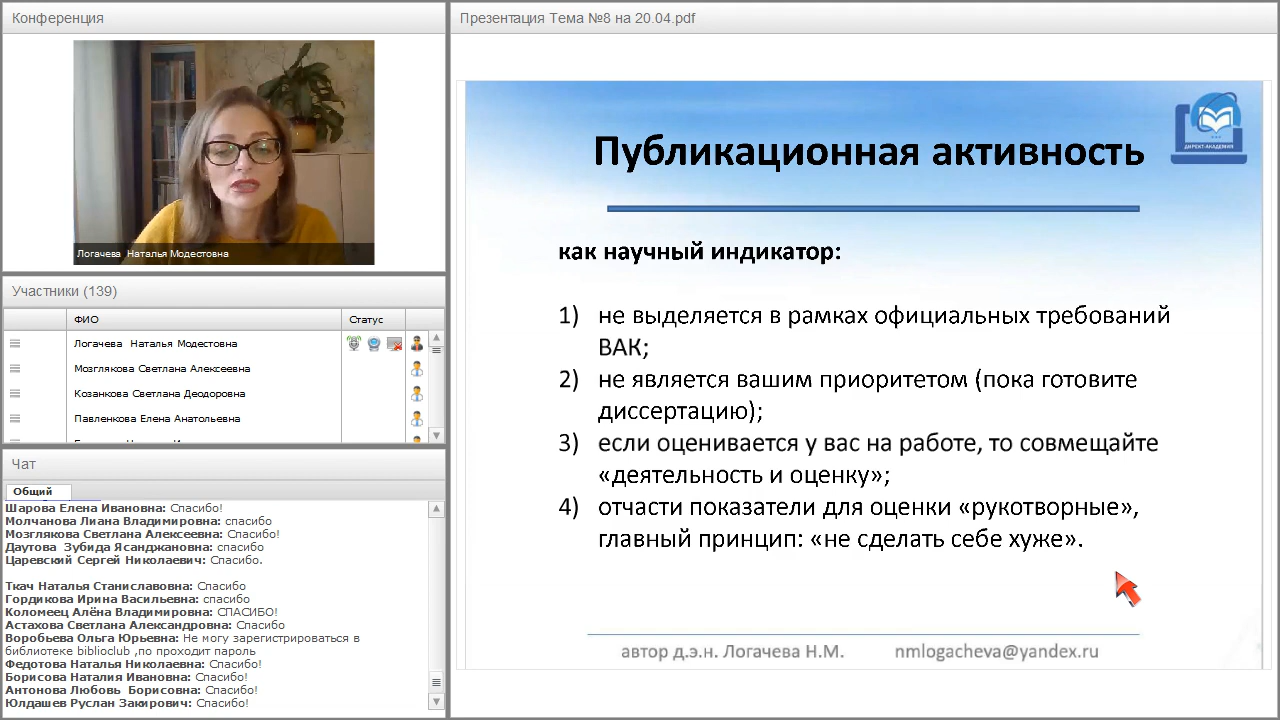 Конференция
Логачева Наталья Модестовна
Участники (139)
ФИО
Статус
Логачева Наталья Модестовна
Мозглякова Светлана Алексеевна
Козанкова Светлана Деодоровна
Павленкова Елена Анатольевна
Чат
Общий
Шарова Елена Ивановна: Спасибо!
Молчанова Лиана Владимировна: спасибо
Мозглякова Светлана Алексеевна: Спасибо!
Даутова Зубида Ясанджановна: спасибо
Царевский Сергей Николаевич: Спасибо.
Ткач Наталья Станиславовна: Спасибо
Гордикова Ирина Васильевна: спасибо
Коломеец Алёна Владимировна: СПАСИБО!
Астахова Светлана Александровна: Спасибо
Воробьева Ольга Юрьевна: Не могу зарегистрироваться в
библиотеке biblioclub ,по проходит пароль
Федотова Наталья Николаевна: Спасибо!
Борисова Наталия Ивановна: Спасибо!
Антонова Любовь Борисовна: Спасибо!
Юлдашев Руслан Закирович: Спасибо!
Презентация Тема №8 на 20.04.pdf
ДИРЕКТ-АКАДЕМИЯ
Публикационная активность
как научный индикатор:
1) не выделяется в рамках официальных требований
ВАК;
2) не является вашим приоритетом (пока готовите
диссертацию);
3) если оценивается у вас на работе, то совмещайте
«деятельность и оценку»;
4) отчасти показатели для оценки «рукотворные»,
главный принцип: «не сделать себе хуже».
автор д.э.н. Логачева Н.М. nmlogacheva@yandex.ru